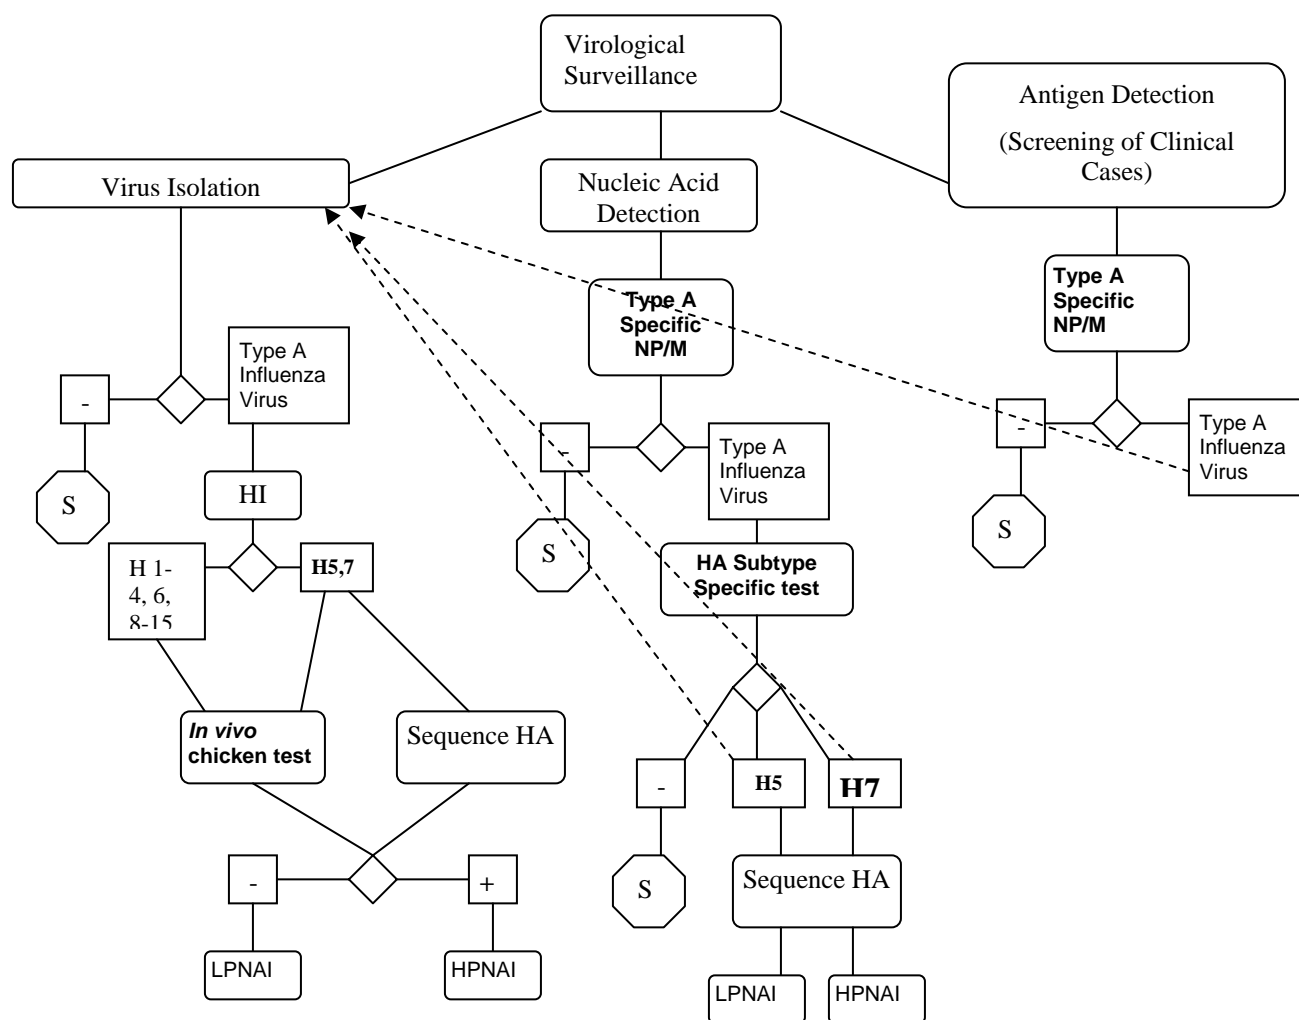 Virological
Surveillance
Antigen Detection
(Screening of Clinical
Cases)
Virus Isolation
Nucleic Acid
Detection
Type A
Specific
NP/M
Type A
Specific
NP/M
-
Type A
Influenza
Virus
S
HI
H 1-
4, 6,
8-15
H5,7
In vivo
chicken test
Sequence HA
-
+
LPNAI
HPNAI
-
Type A
Influenza
Virus
S
HA Subtype
Specific test
-
H5
H7
S
Sequence HA
LPNAI
HPNAI
-
Type A
Influenza
Virus
S